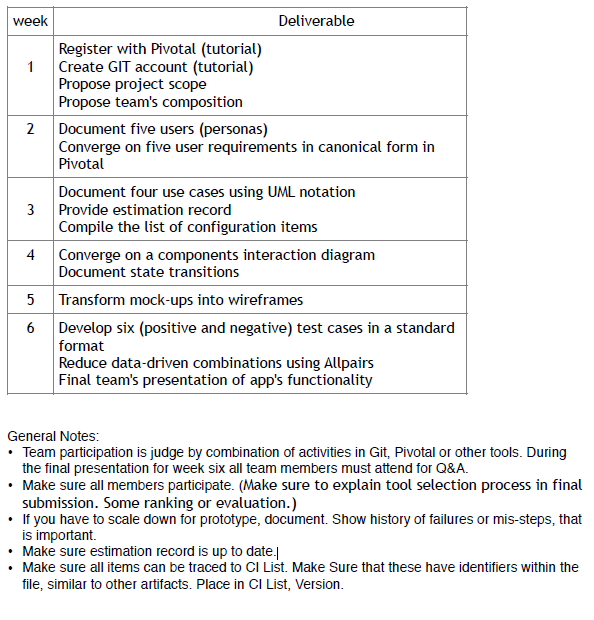 week Deliverable
1 Register with Pivotal (tutorial)
Create GIT account (tutorial)
Propose project scope
Propose team's composition
2 Document five users (personas)
Converge on five user requirements in canonical form in
Pivotal
3 Document four use cases using UML notation
Provide estimation record
Compile the list of configuration items
4 Converge on a components interaction diagram
Document state transitions
5 Transform mock-ups into wireframes
6 Develop six (positive and negative) test cases in a standard
format
Reduce data-driven combinations using Allpairs
Final team's presentation of app's functionality
General Notes:
• Team participation is judge by combination of activities in Git, Pivotal or other tools. During
the final presentation for week six all team members must attend for Q&A.
• Make sure all members participate. (Make sure to explain tool selection process in final
submission. Some ranking or evaluation.)
• If you have to scale down for prototype, document. Show history of failures or mis-steps, that
is important.
• Make sure estimation record is up to date.
• Make sure all items can be traced to CI List. Make Sure that these have identifiers within the
file, similar to other artifacts. Place in CI List, Version.